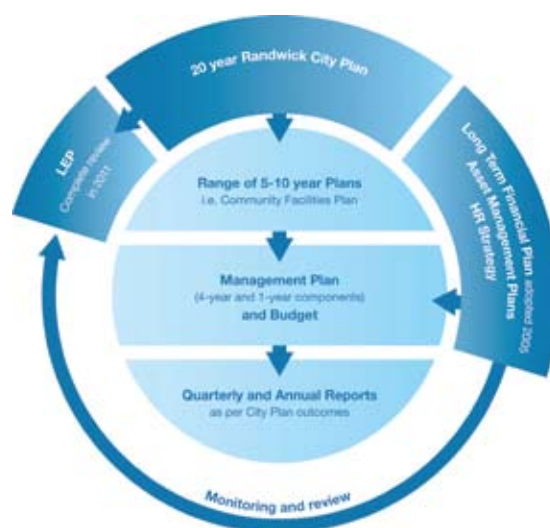 20 year Randwick City Plan
LEP
Complete review
in 2011
Long Term Financial Plan adopted 2005
Asset Management Plans
HR Strategy
Range of 5-10 year Plans
i.e. Community Facilities Plan
Management Plan
(4-year and 1-year components)
and Budget
Quarterly and Annual Reports
as per City Plan outcomes
Monitoring and review